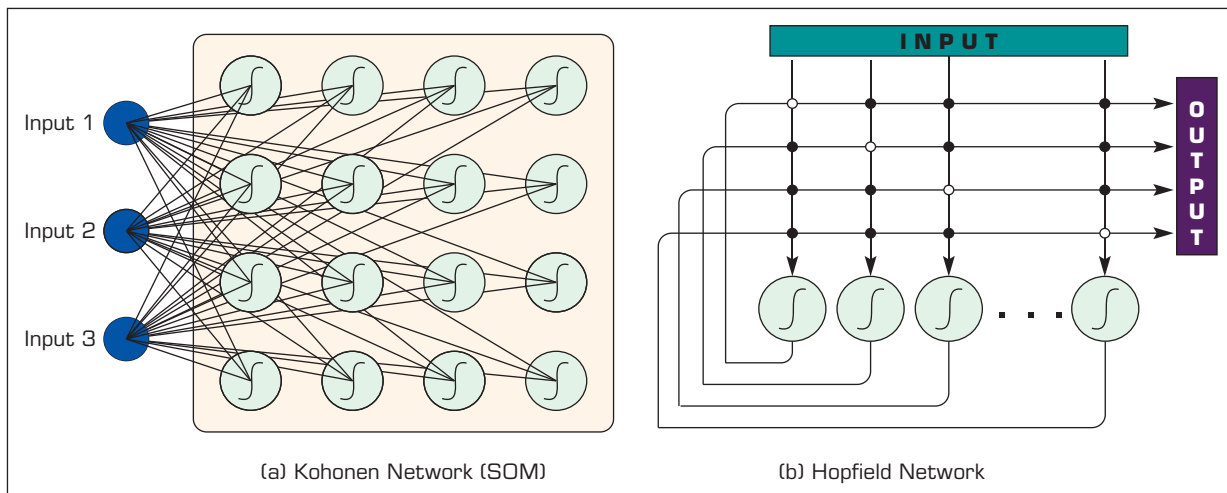 Input 1
Input 2
Input 3
(a) Kohonen Network (SOM)
INPUT
OUTPUT
(b) Hopfield Network